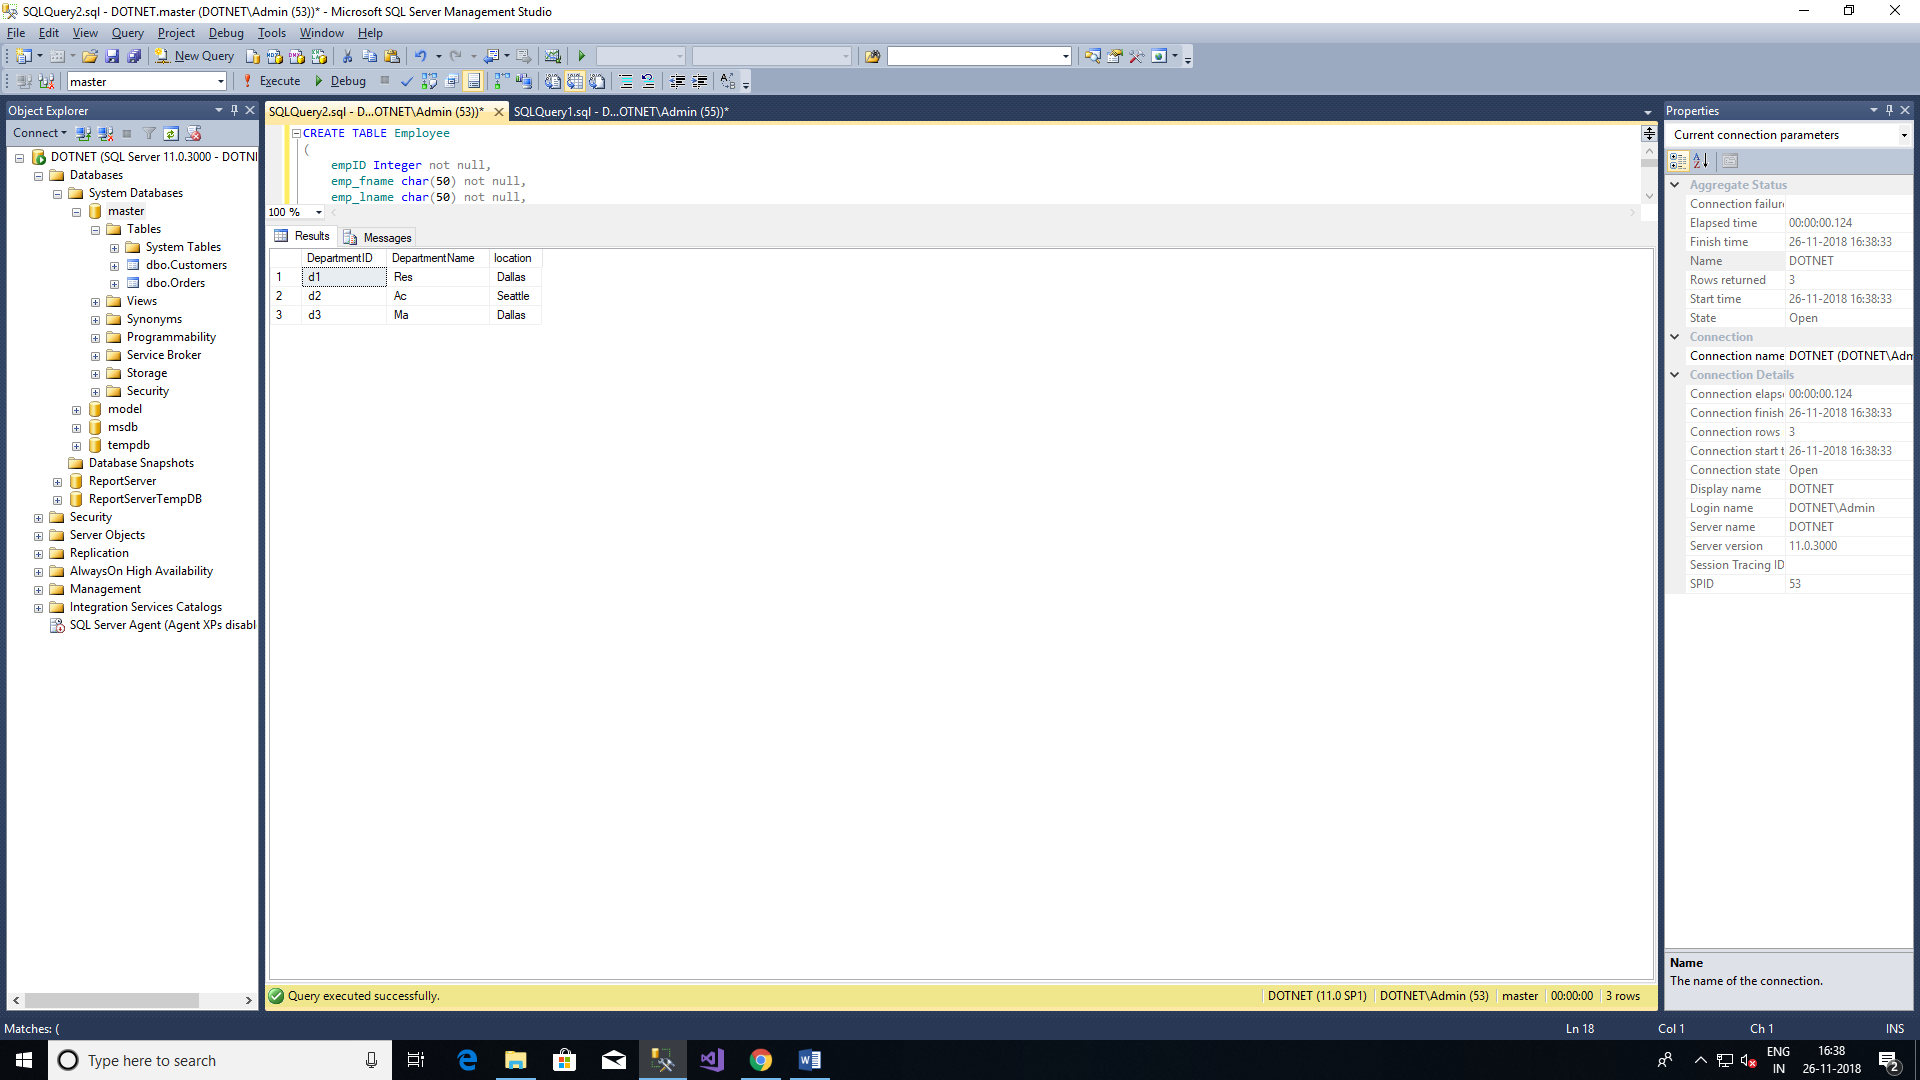 SQLQuery2.sql - DOTNET.master (DOTNET\Admin (53))* - Microsoft SQL Server Management Studio
File Edit View Query Project Debug Tools Window Help
New Query
master Execute Debug
Object Explorer
Connect
DOTNET (SQL Server 11.0.3000 - DOTNI
Databases
System Databases
master
Tables
System Tables
dbo.Customers
dbo.Orders
Views
Synonyms
Programmability
Service Broker
Storage
Security
model
msdb
tempdb
Database Snapshots
ReportServer
ReportServerTempDB
Security
Server Objects
Replication
AlwaysOn High Availability
Management
Integration Services Catalogs
SQL Server Agent (Agent XPs disabl
SQLQuery2.sql - D...OTNET\Admin (53))* SQLQuery1.sql - D...OTNET\Admin (55))*
CREATE TABLE Employee
(
empID Integer not null,
emp_fname char(50) not null,
emp_lname char(50) not null,
100 %
Results Messages
DepartmentID DepartmentName location
1 d1 Res Dallas
2 d2 Ac Seattle
3 d3 Ma Dallas
Query executed successfully. DOTNET (11.0 SP1) DOTNET\Admin (53) master 00:00:00 3 rows
Properties
Current connection parameters
Aggregate Status
Connection failure
Elapsed time 00:00:00.124
Finish time 26-11-2018 16:38:33
Name DOTNET
Rows returned 3
Start time 26-11-2018 16:38:33
State Open
Connection
Connection name DOTNET (DOTNET\Adm
Connection Details
Connection elapse 00:00:00.124
Connection finish 26-11-2018 16:38:33
Connection rows 3
Connection start t 26-11-2018 16:38:33
Connection state Open
Display name DOTNET
Login name DOTNET\Admin
Server name DOTNET
Server version 11.0.3000
Session Tracing ID
SPID 53
Name
The name of the connection.
Matches: ( Ln 18 Col 1 Ch 1 INS
Type here to search
ENG
IN
16:38
26-11-2018
2